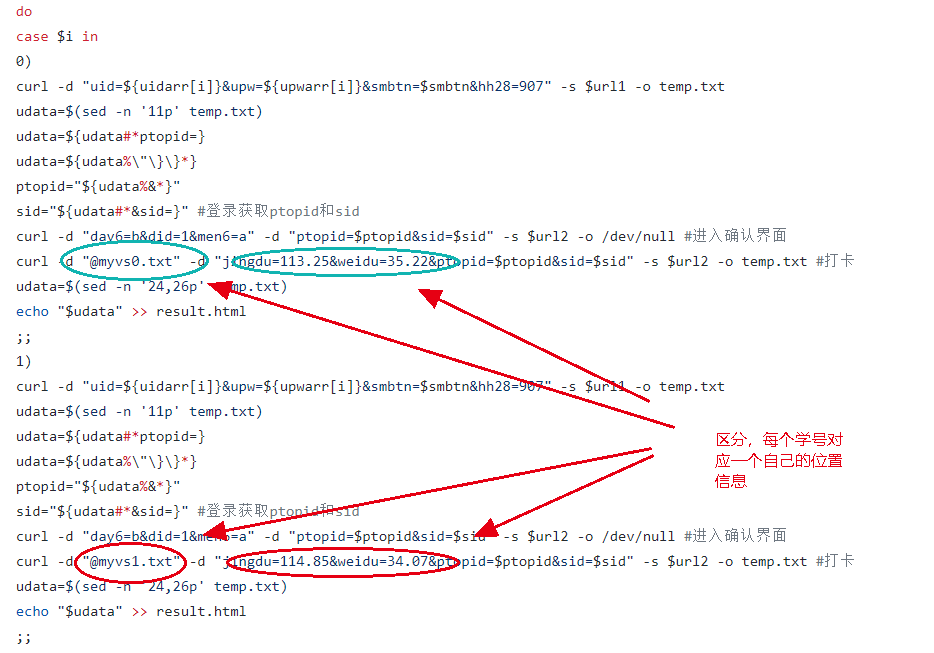 do
case $i in
0)
curl -d "uid=${uidarr[i]}&upw=${upwarr[i]}&smbtn=$smbtn&hh28=907" -s $url1 -o temp.txt
udata=$(sed -n '11p' temp.txt)
udata=${udata#*ptopid=}
udata=${udata%\"\}\}*}
ptopid="${udata%&*}"
sid="${udata#*&sid=}" #登录获取ptopid和sid
curl -d "day6=b&did=1&men6=a" -d "ptopid=$ptopid&sid=$sid" -s $url2 -o /dev/null #进入确认界面
curl -d "@myvs0.txt" -d "jingdu=113.25&weidu=35.22&ptopid=$ptopid&sid=$sid" -s $url2 -o temp.txt #打卡
udata=$(sed -n '24,26p' temp.txt)
echo "$udata" >> result.html
;;
1)
curl -d "uid=${uidarr[i]}&upw=${upwarr[i]}&smbtn=$smbtn&hh28=907" -s $url1 -o temp.txt
udata=$(sed -n '11p' temp.txt)
udata=${udata#*ptopid=}
udata=${udata%\"\}\}*}
ptopid="${udata%&*}"
sid="${udata#*&sid=}" #登录获取ptopid和sid
curl -d "day6=b&did=1&men6=a" -d "ptopid=$ptopid&sid=$sid" -s $url2 -o /dev/null #进入确认界面
curl -d "@myvs1.txt" -d "jingdu=114.85&weidu=34.07&ptopid=$ptopid&sid=$sid" -s $url2 -o temp.txt #打卡
udata=$(sed -n '24,26p' temp.txt)
echo "$udata" >> result.html
;;
区分，每个学号对
应一个自己的位置
信息